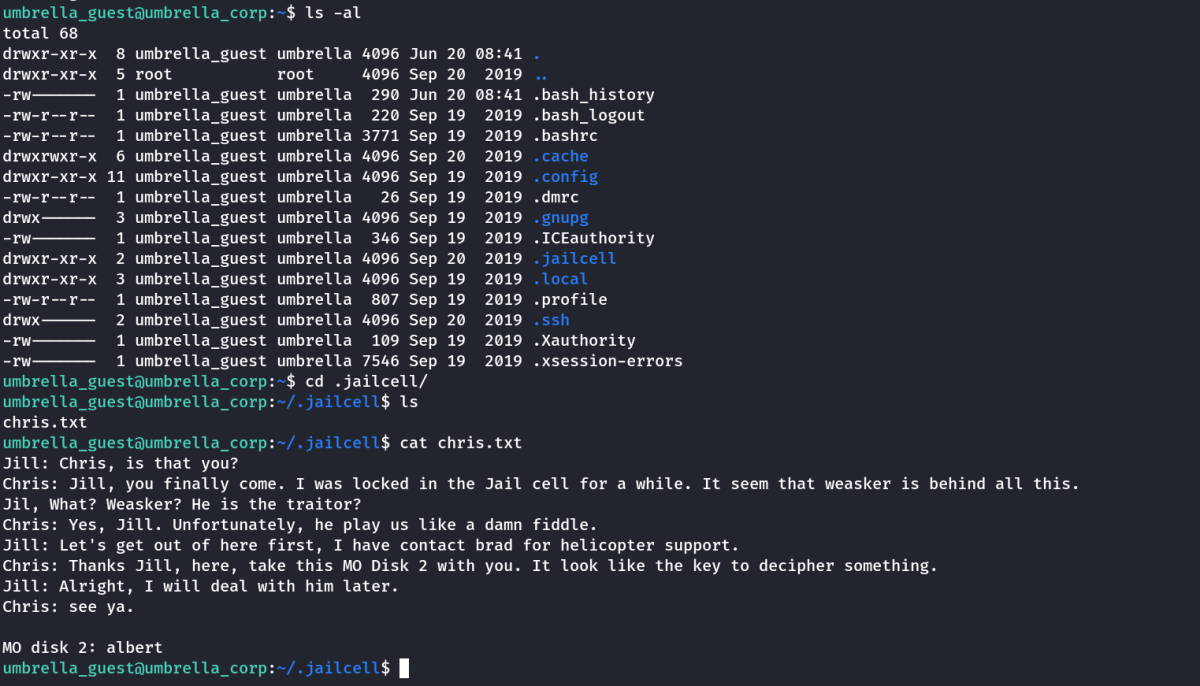 umbrella_guest@umbrella_corp:~$ ls -al
total 68
drwxr-xr-x  8 umbrella_guest umbrella 4096 Jun 20 08:41 .
drwxr-xr-x  5 root           root     4096 Sep 20  2019 ..
-rw-------  1 umbrella_guest umbrella  290 Jun 20 08:41 .bash_history
-rw-r--r--  1 umbrella_guest umbrella  220 Sep 19  2019 .bash_logout
-rw-r--r--  1 umbrella_guest umbrella 3771 Sep 19  2019 .bashrc
drwxrwxr-x  6 umbrella_guest umbrella 4096 Sep 20  2019 .cache
drwxr-xr-x 11 umbrella_guest umbrella 4096 Sep 19  2019 .config
-rw-r--r--  1 umbrella_guest umbrella   26 Sep 19  2019 .dmrc
drwx------  3 umbrella_guest umbrella 4096 Sep 19  2019 .gnupg
-rw-------  1 umbrella_guest umbrella  346 Sep 19  2019 .ICEauthority
drwxr-xr-x  2 umbrella_guest umbrella 4096 Sep 20  2019 .jailcell
drwxr-xr-x  3 umbrella_guest umbrella 4096 Sep 19  2019 .local
-rw-r--r--  1 umbrella_guest umbrella  807 Sep 19  2019 .profile
drwx------  2 umbrella_guest umbrella 4096 Sep 20  2019 .ssh
-rw-------  1 umbrella_guest umbrella  109 Sep 19  2019 .Xauthority
-rw-------  1 umbrella_guest umbrella 7546 Sep 19  2019 .xsession-errors
umbrella_guest@umbrella_corp:~$ cd .jailcell/
umbrella_guest@umbrella_corp:~/.jailcell$ ls
chris.txt
umbrella_guest@umbrella_corp:~/.jailcell$ cat chris.txt
Jill: Chris, is that you?
Chris: Jill, you finally come. I was locked in the Jail cell for a while. It seem that weasker is behind all this.
Jil, What? Weasker? He is the traitor?
Chris: Yes, Jill. Unfortunately, he play us like a damn fiddle.
Jill: Let's get out of here first, I have contact brad for helicopter support.
Chris: Thanks Jill, here, take this MO Disk 2 with you. It look like the key to decipher something.
Jill: Alright, I will deal with him later.
Chris: see ya.

MO disk 2: albert
umbrella_guest@umbrella_corp:~/.jailcell$